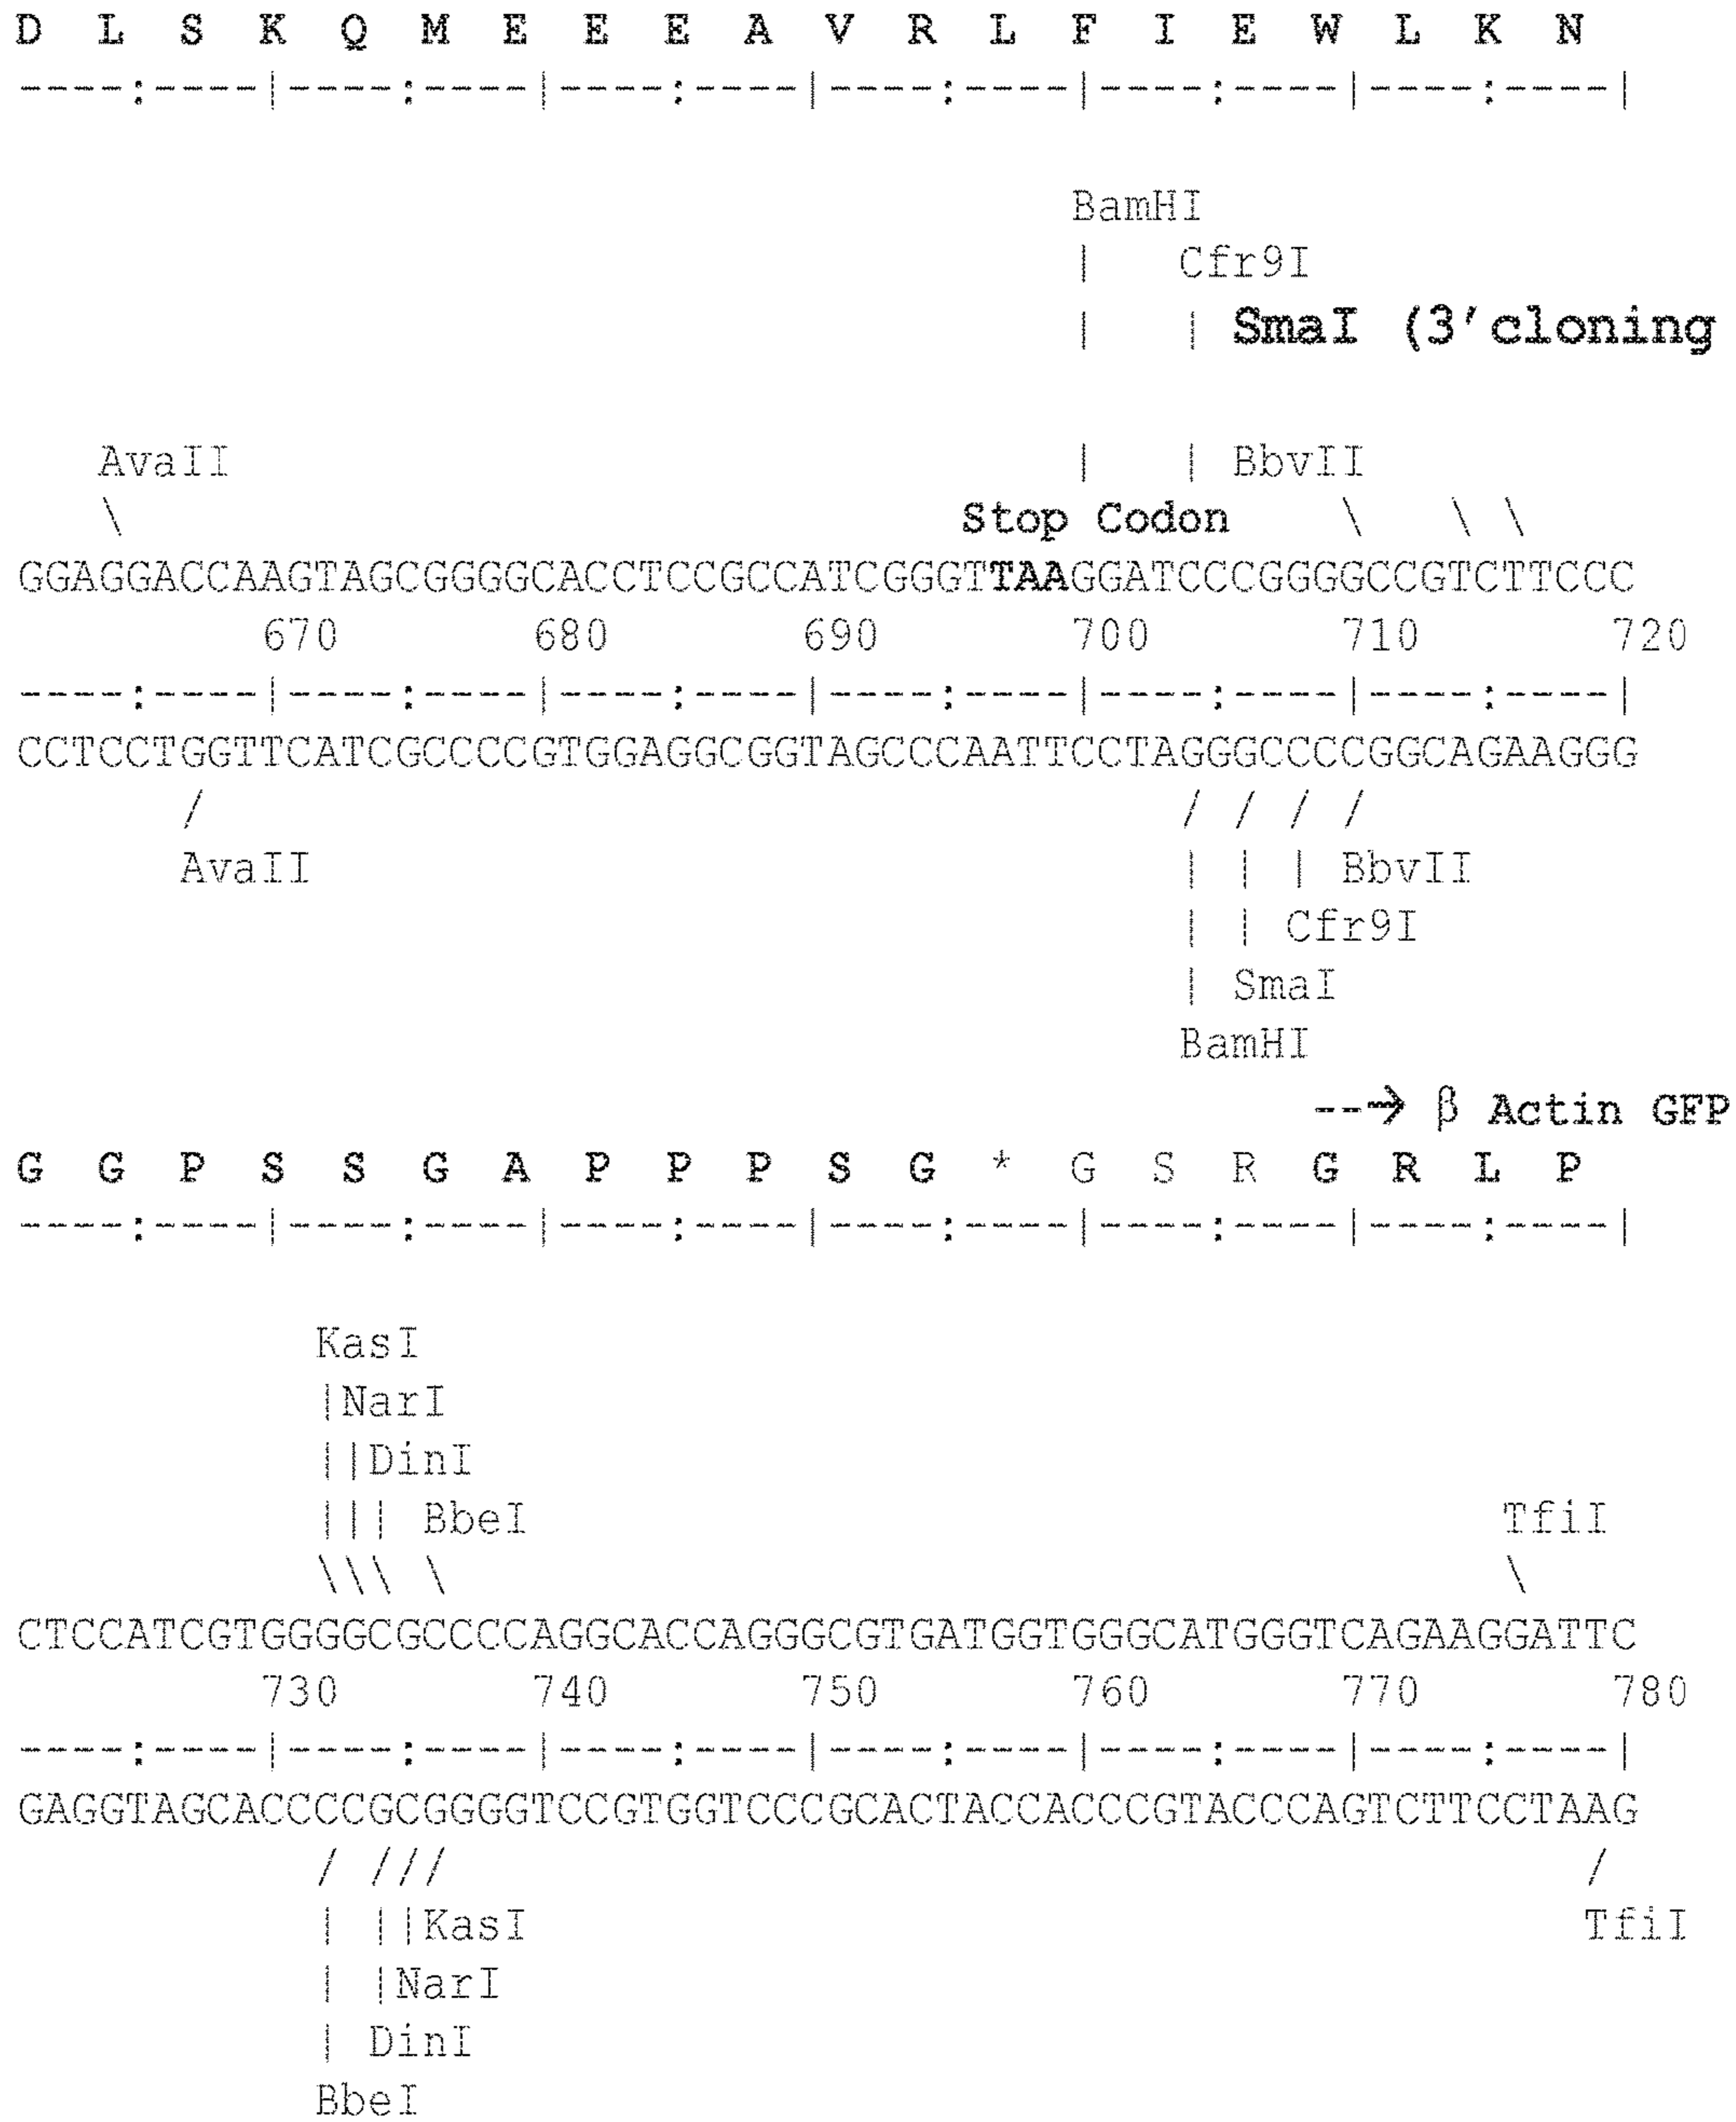 D L S K Q M E E E A V R L F I E W L K N
----:----|----:----|----:----|----:----|----:----|----:----|
BamHI
| Cfr9I
| | SmaI (3'cloning
AvaII | | BbvII
\ Stop Codon \ \ \
GGAGGACCAAGTAGCGGGGCACCTCCGCCATCGGGTTAAGGATCCCGGGGCCGTCTTCCC
670 680 690 700 710 720
----:----|----:----|----:----|----:----|----:----|----:----|
CCTCCTGGTTCATCGCCCCGTGGAGGCGGTAGCCCAATTCCTAGGGCCCCGGCAGAAGGG
/ / / / /
AvaII | | | BbvII
| | Cfr9I
| SmaI
BamHI
--→ β Actin GFP
G G P S S G A P P P S G * G S R G R L P
----:----|----:----|----:----|----:----|----:----|----:----|
KasI
|NarI
||DinI
||| BbeI TfiI
\\\ \ \
CTCCATCGTGGGGCGCCCCAGGCACCAGGGCGTGATGGTGGGCATGGGTCAGAAGGATTC
730 740 750 760 770 780
----:----|----:----|----:----|----:----|----:----|----:----|
GAGGTAGCACCCCGCGGGGTCCGTGGTCCCGCACTACCACCCGTACCCAGTCTTCCTAAG
/ /// /
| ||KasI TfiI
| |NarI
| DinI
BbeI